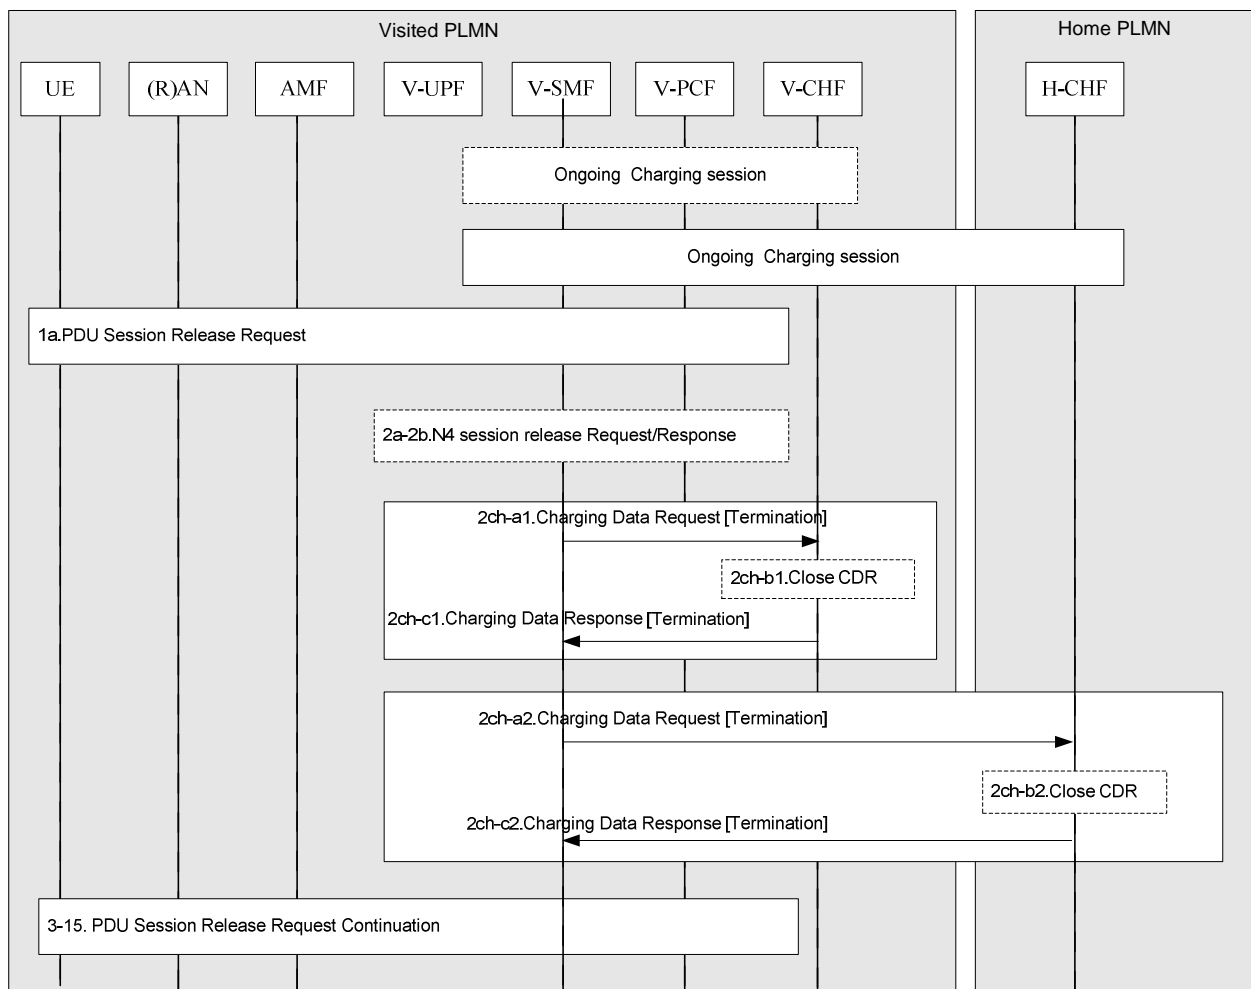 Visited PLMN
Home PLMN
UE
(R)AN
AMF
V-UPF
V-SMF
V-PCF
V-CHF
H-CHF
Ongoing Charging session
Ongoing Charging session
1a.PDU Session Release Request
2a-2b.N4 session release Request/Response
2ch-a1.Charging Data Request [Termination]
2ch-b1.Close CDR
2ch-c1.Charging Data Response [Termination]
2ch-a2.Charging Data Request [Termination]
2ch-b2.Close CDR
2ch-c2.Charging Data Response [Termination]
3-15. PDU Session Release Request Continuation